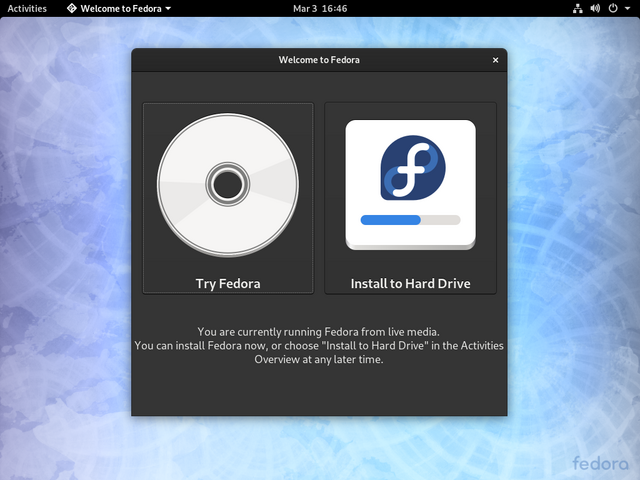 Activities
Welcome to Fedora
Mar 3 16:46
Welcome to Fedora
Try Fedora
Install to Hard Drive
You are currently running Fedora from live media.
You can install Fedora now, or choose "Install to Hard Drive" in the Activities
Overview at any later time.
fedora